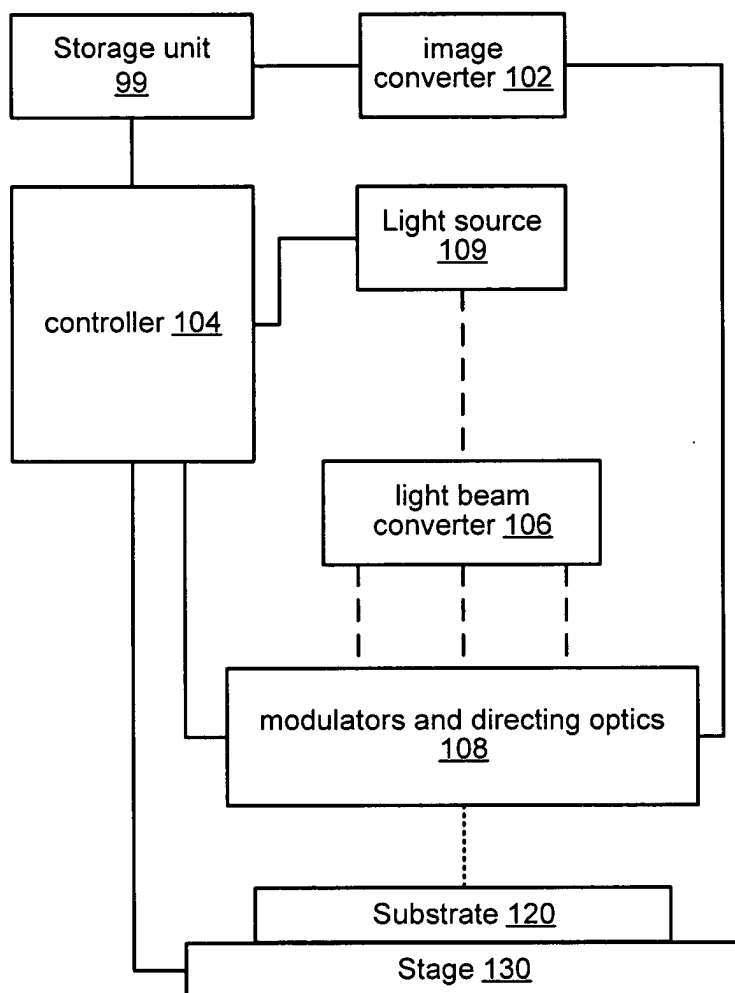 Storage unit
99
image
converter 102
Light source
109
controller 104
light beam
converter 106
modulators and directing optics
108
Substrate 120
Stage 130